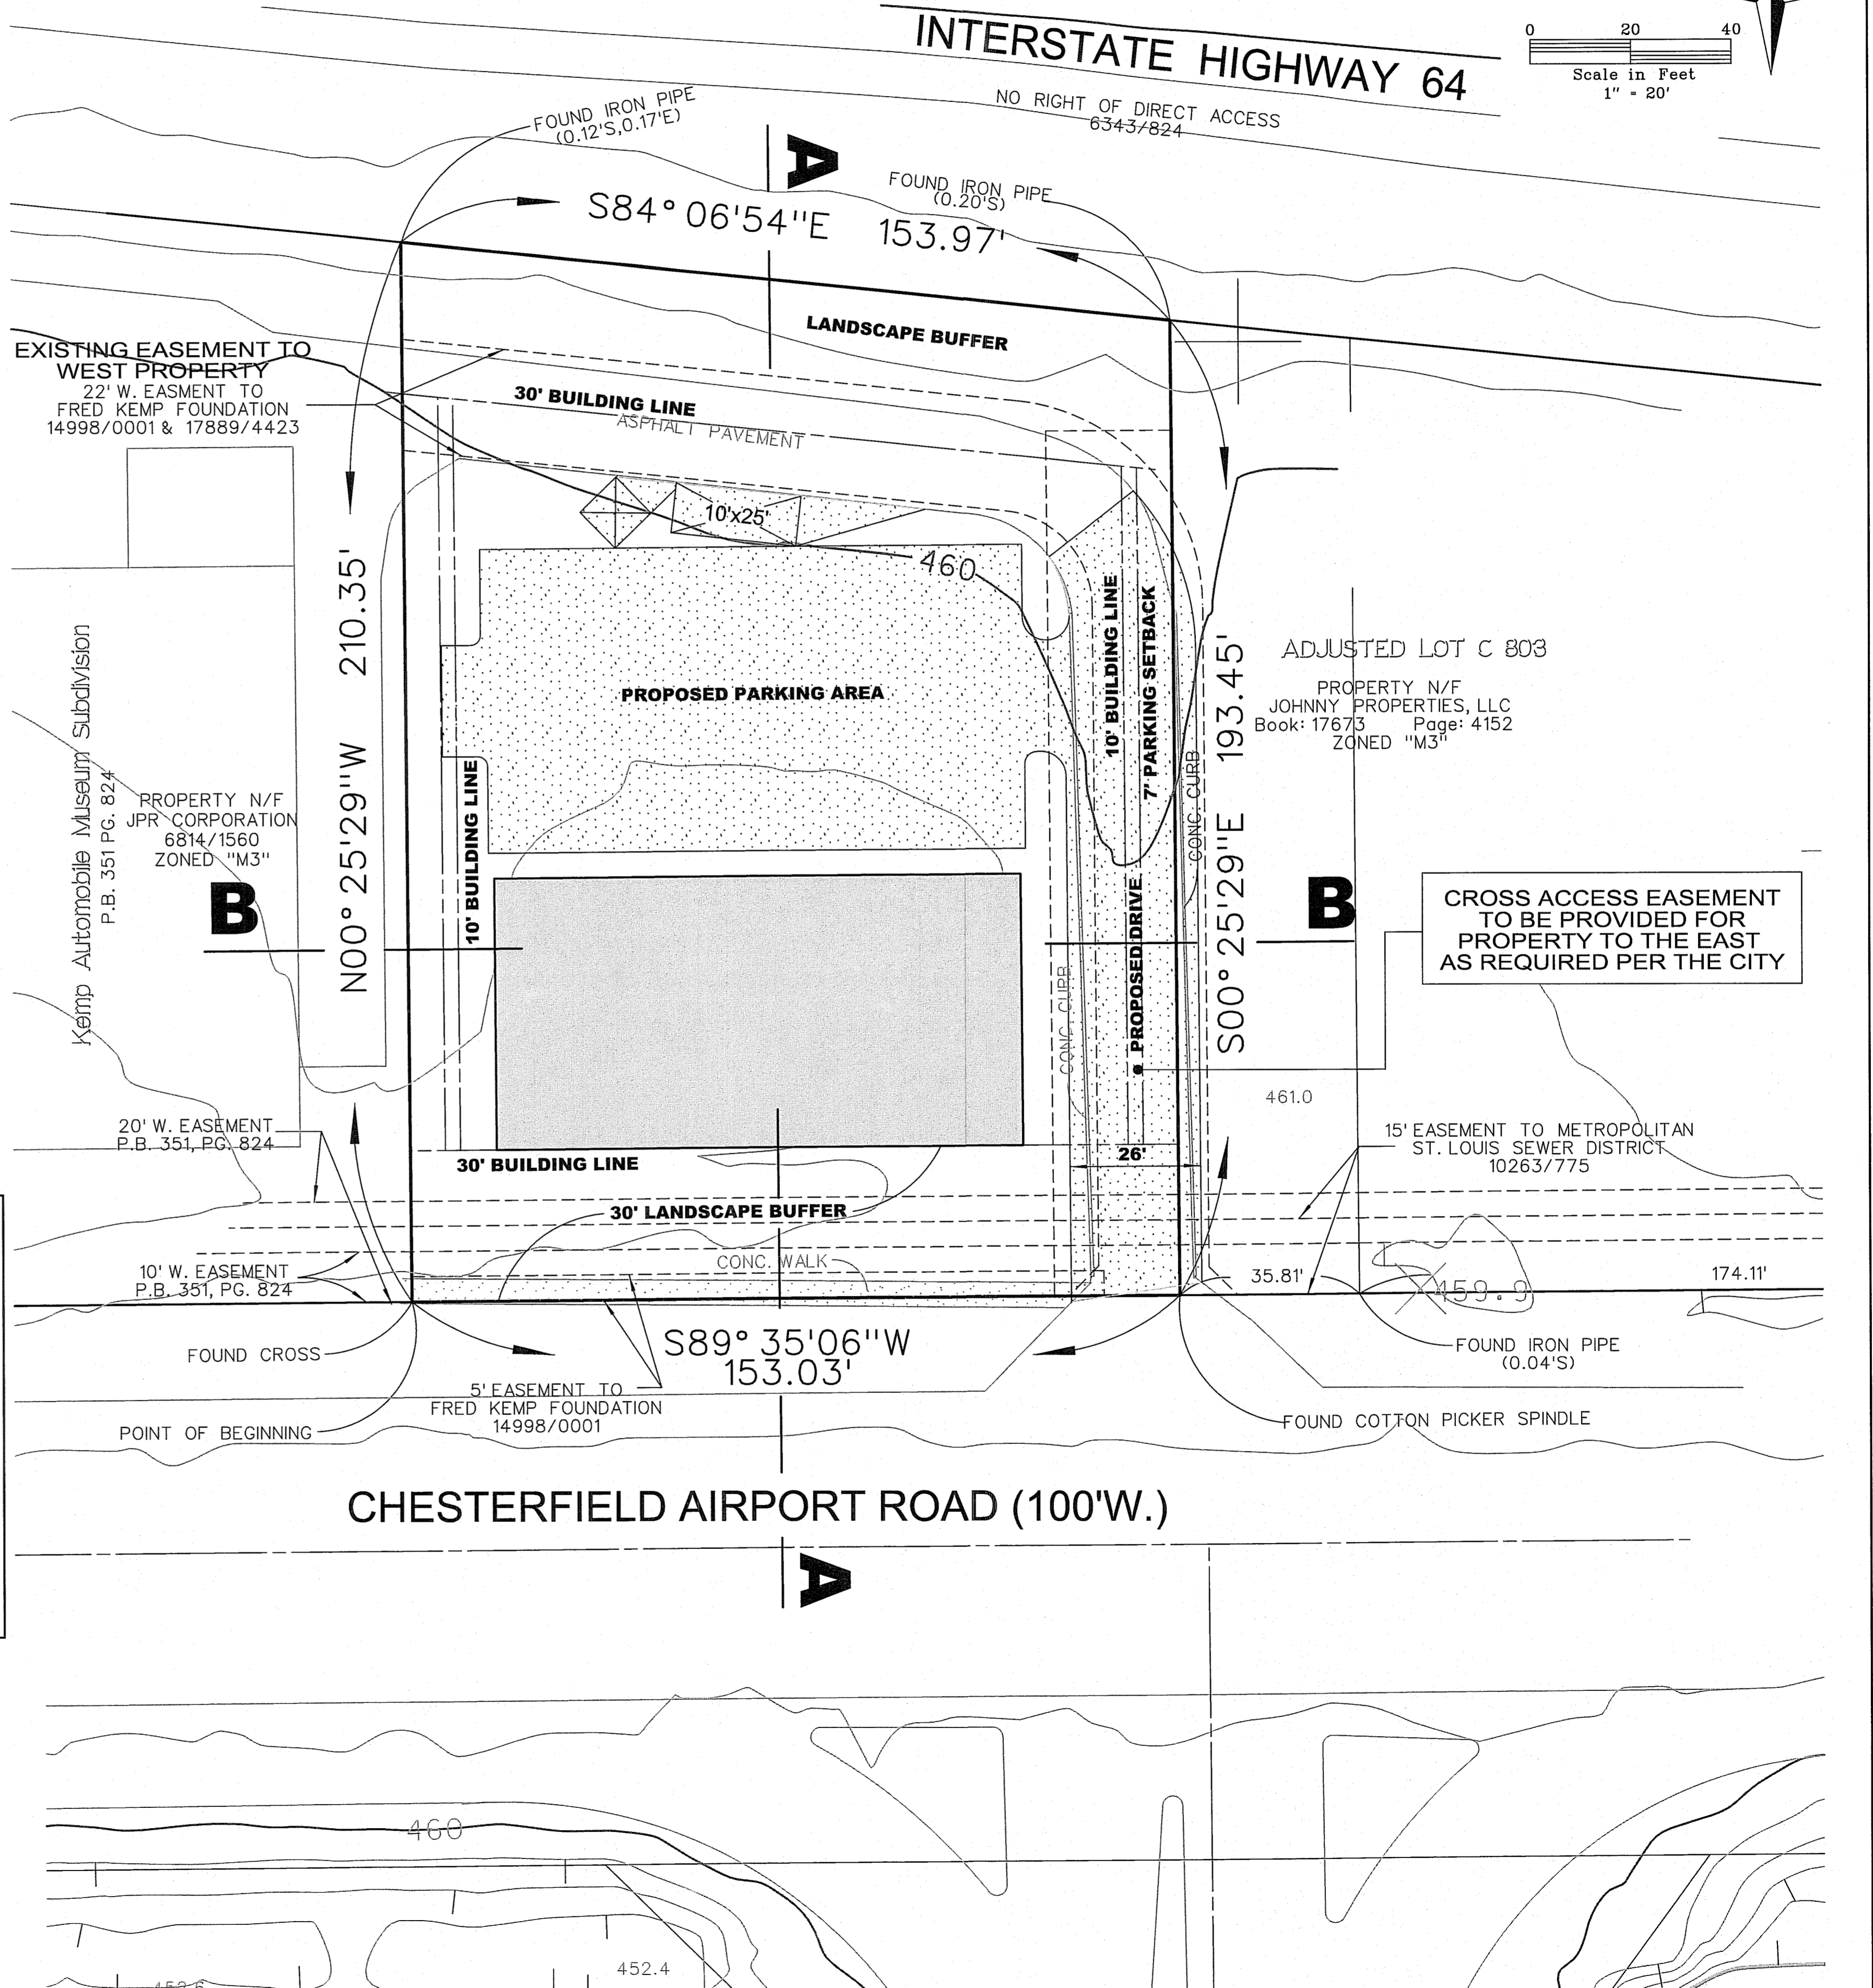 INTERSTATE HIGHWAY 64
NO RIGHT OF DIRECT ACCESS
6343/824
0 20 40
Scale in Feet
1" = 20'
FOUND IRON PIPE
(0.12'S,0.17'E)
A
FOUND IRON PIPE
(0.20'S)
S84° 06'54"E 153.97'
LANDSCAPE BUFFER
EXISTING EASEMENT TO
WEST PROPERTY
22' W. EASMENT TO
FRED KEMP FOUNDATION
14998/0001 & 17889/4423
30' BUILDING LINE
ASPHALT PAVEMENT
10'x25'
460
N00° 25'29"W 210.35'
PROPOSED PARKING AREA
10' BUILDING LINE
7' PARKING SETBACK
CONC. CURB
S00° 25'29"E 193.45'
ADJUSTED LOT C 803
PROPERTY N/F
JOHNNY PROPERTIES, LLC
Book: 17673 Page: 4152
ZONED "M3"
Kemp Automobile Museum Subdivision
P.B. 351 PG. 824
PROPERTY N/F
JPR CORPORATION
6814/1560
ZONED "M3"
10' BUILDING LINE
B
B
CROSS ACCESS EASEMENT
TO BE PROVIDED FOR
PROPERTY TO THE EAST
AS REQUIRED PER THE CITY
CONC. CURB
PROPOSED DRIVE
461.0
20' W. EASEMENT
P.B. 351, PG. 824
15' EASEMENT TO METROPOLITAN
ST. LOUIS SEWER DISTRICT
10263/775
30' BUILDING LINE
26'
30' LANDSCAPE BUFFER
CONC. WALK
10' W. EASEMENT
P.B. 351, PG. 824
35.81'
459.9
174.11'
S89° 35'06"W
153.03'
FOUND CROSS
FOUND IRON PIPE
(0.04'S)
5' EASEMENT TO
FRED KEMP FOUNDATION
14998/0001
POINT OF BEGINNING
FOUND COTTON PICKER SPINDLE
CHESTERFIELD AIRPORT ROAD (100'W.)
A
460
452.4